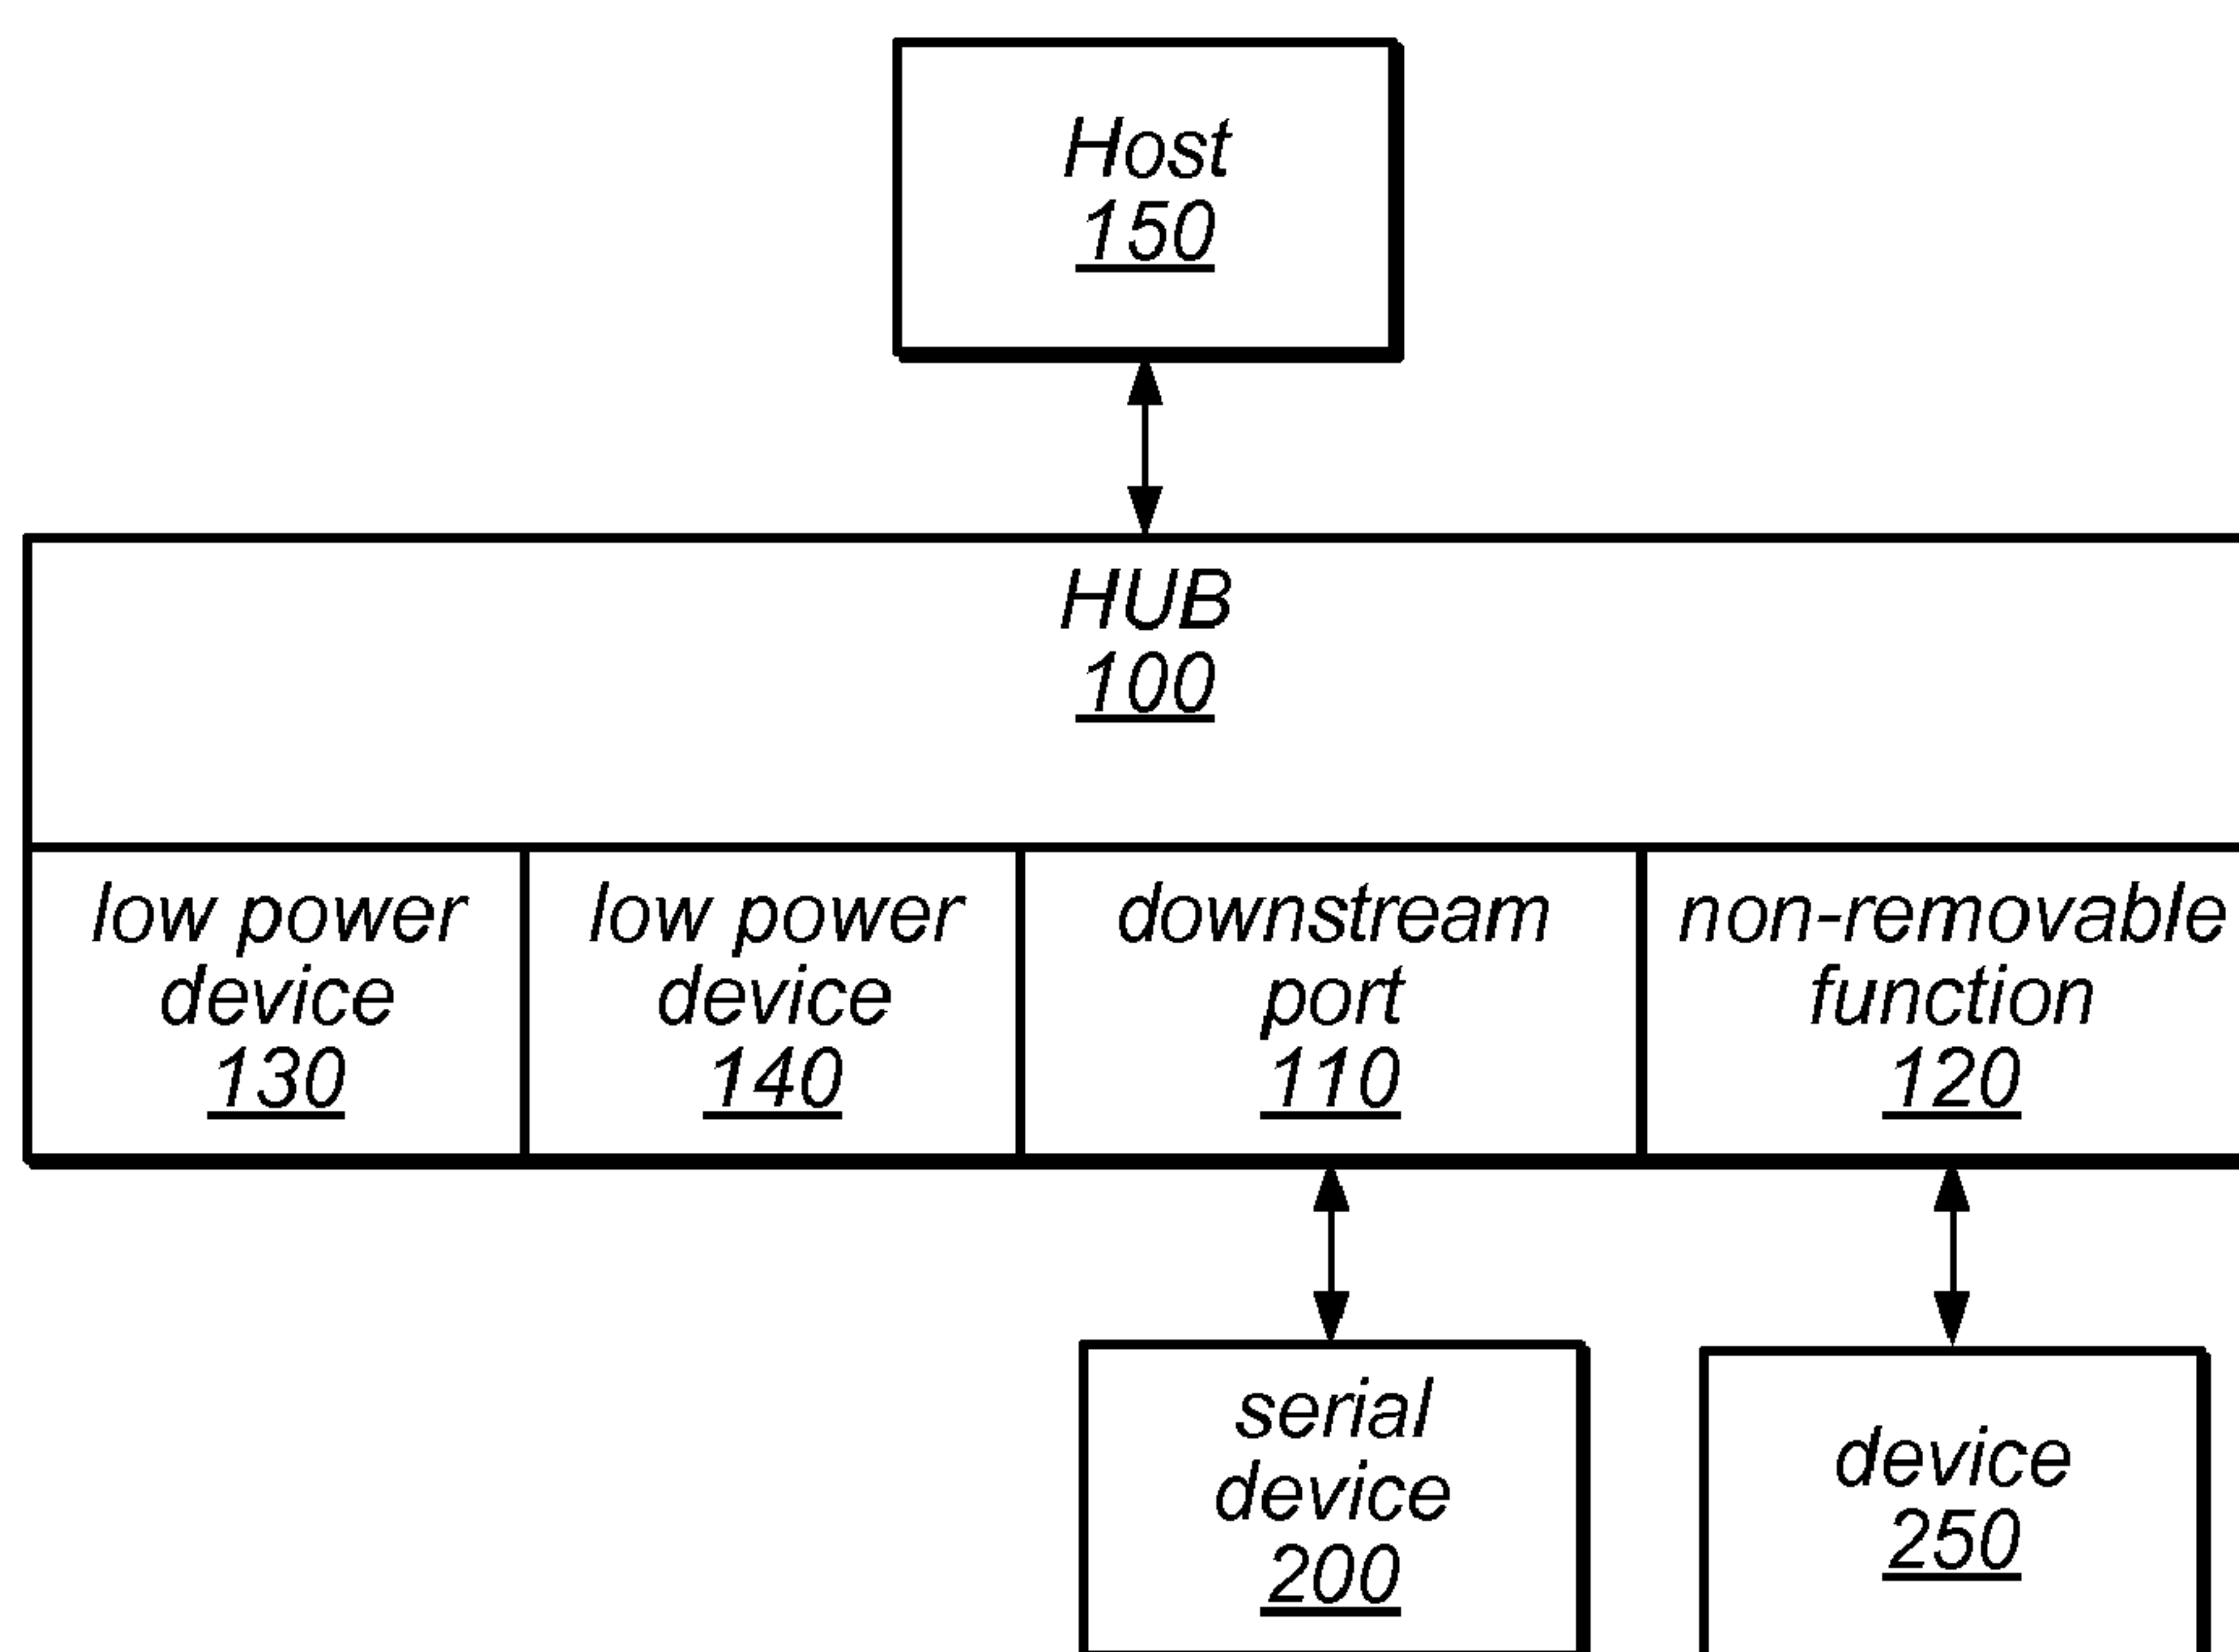 Host
150
HUB
100
low power
device
130
low power
device
140
downstream
port
110
non-removable
function
120
serial
device
200
device
250